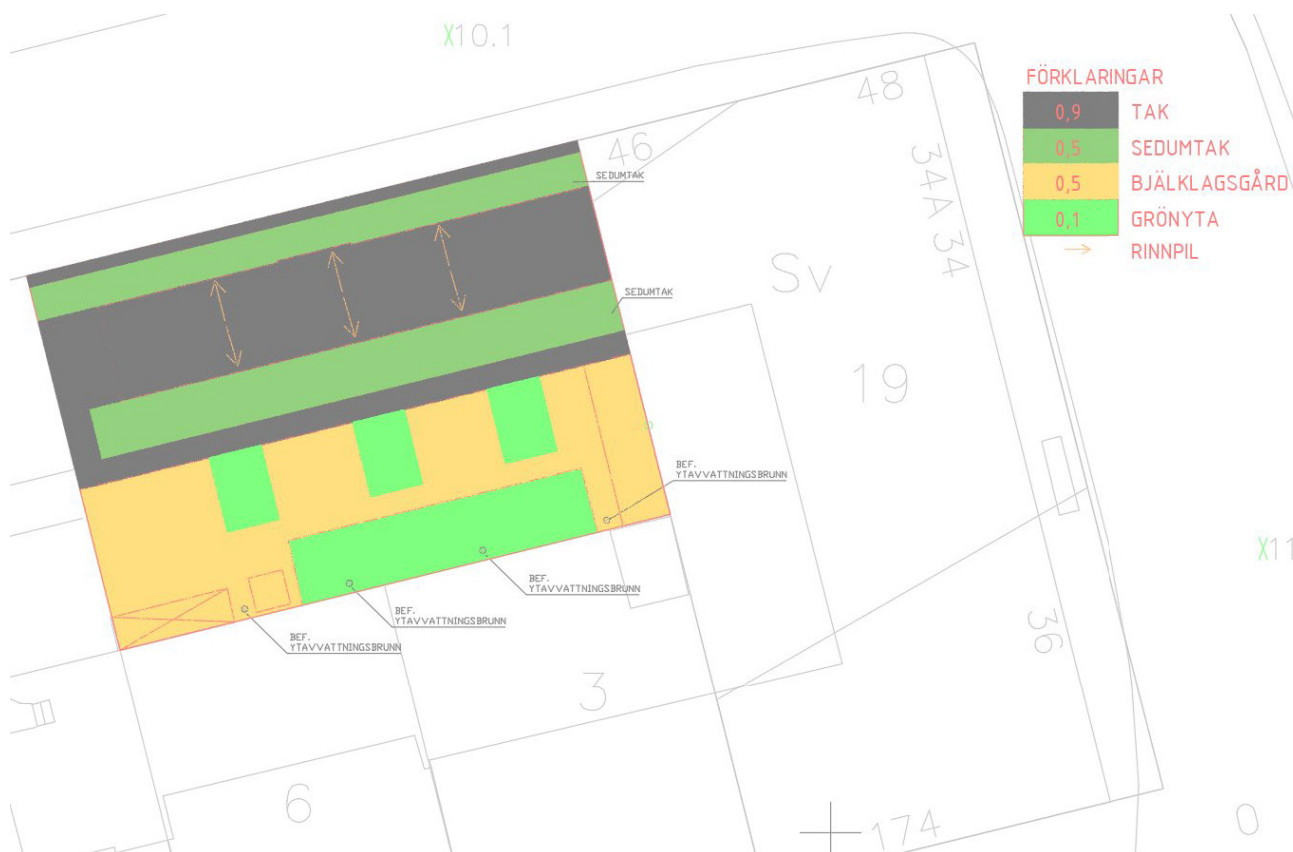 X10.1
FÖRKLARINGAR
0,9 TAK
0,5 SEDUMTAK
0,5 BJÄLKLAGSGÅRD
0,1 GRÖNYTA
RINNPIL
48
46
34A 34
SEDUMTAK
Sv
SEDUMTAK
19
BEF.
YTAVVATTNINGSBRUNN
BEF.
YTAVVATTNINGSBRUNN
BEF.
YTAVVATTNINGSBRUNN
BEF.
YTAVVATTNINGSBRUNN
X11
36
3
6
174
0